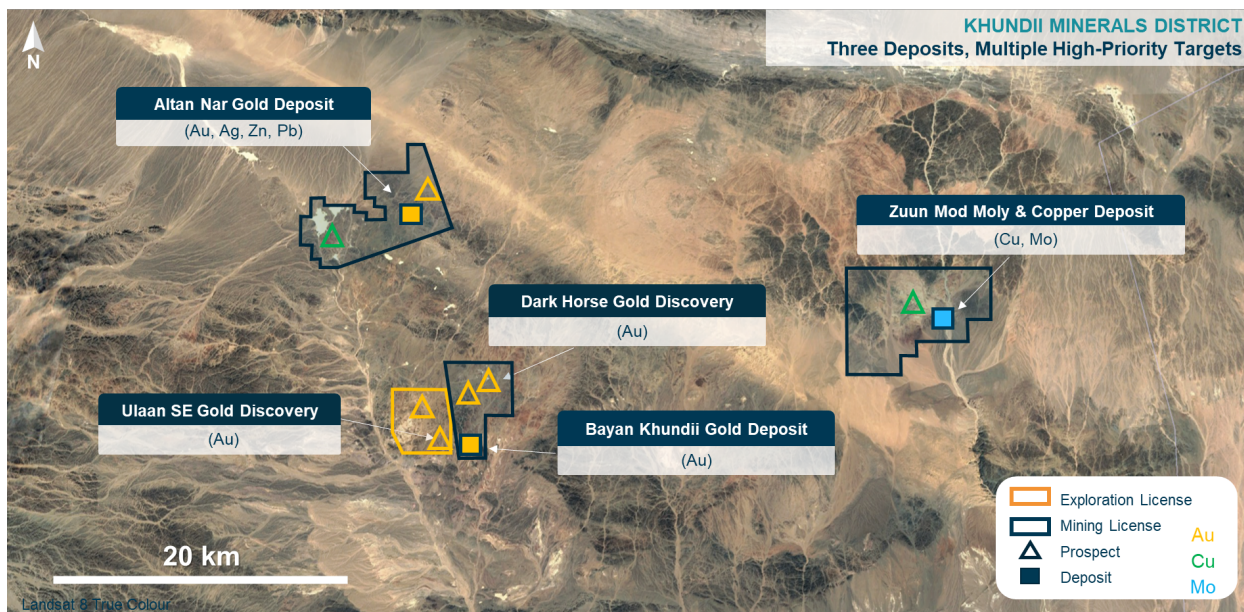 KHUNDII MINERALS DISTRICT
Three Deposits, Multiple High-Priority Targets
N
Altan Nar Gold Deposit
(Au, Ag, Zn, Pb)
Zuun Mod Moly & Copper Deposit
(Cu, Mo)
Dark Horse Gold Discovery
(Au)
Ulaan SE Gold Discovery
(Au)
Bayan Khundii Gold Deposit
(Au)
Exploration License
Mining License
Prospect
Deposit
Au
Cu
Mo
20 km
Landsat 8 True Colour